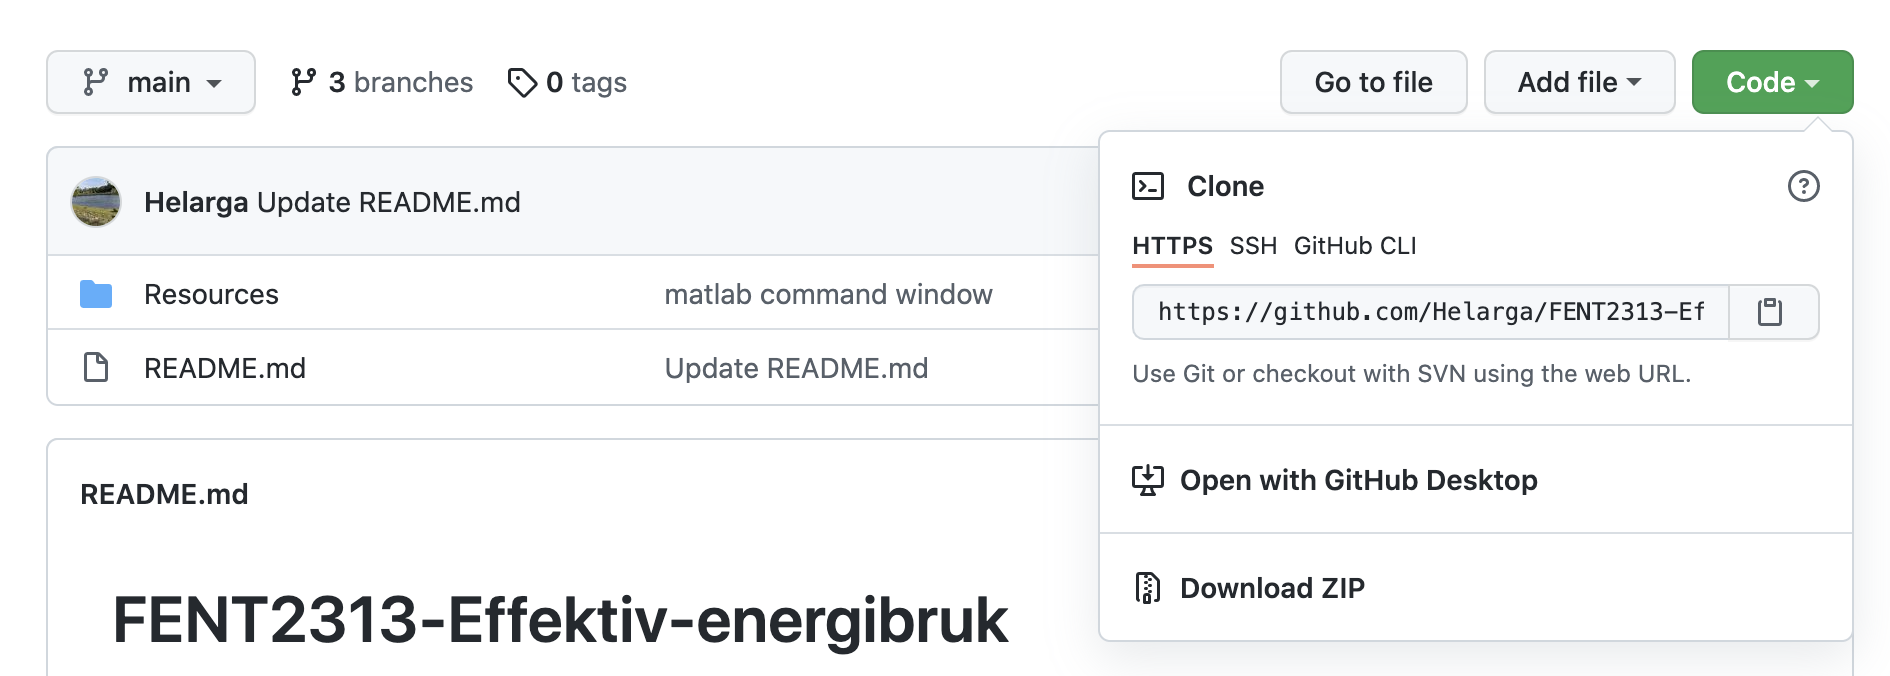 main 3 branches 0 tags Go to file Add file Code
Helarga Update README.md
Resources matlab command window
README.md Update README.md
Clone
HTTPS SSH GitHub CLI
https://github.com/Helarga/FENT2313-Ef
Use Git or checkout with SVN using the web URL.
Open with GitHub Desktop
Download ZIP
README.md
FENT2313-Effektiv-energibruk